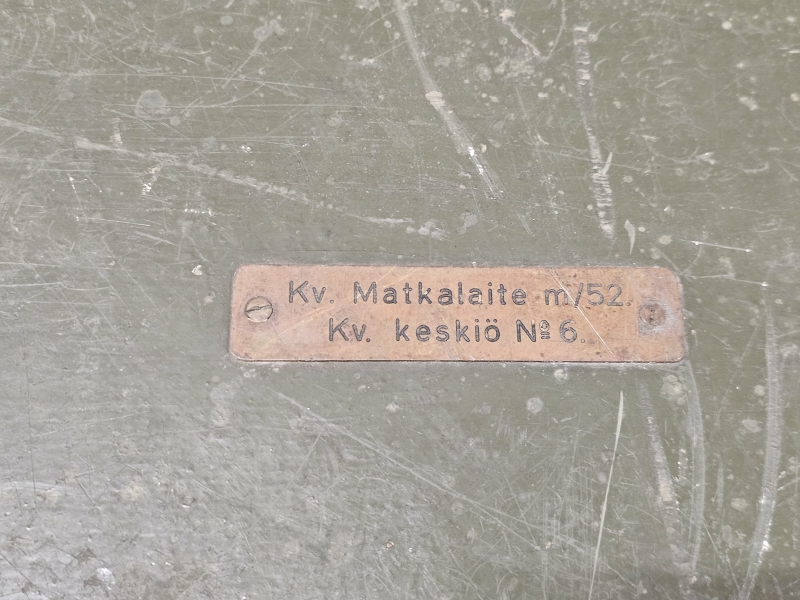 Kv. Matkalaite m/52.
Kv. keskiö Nº 6.